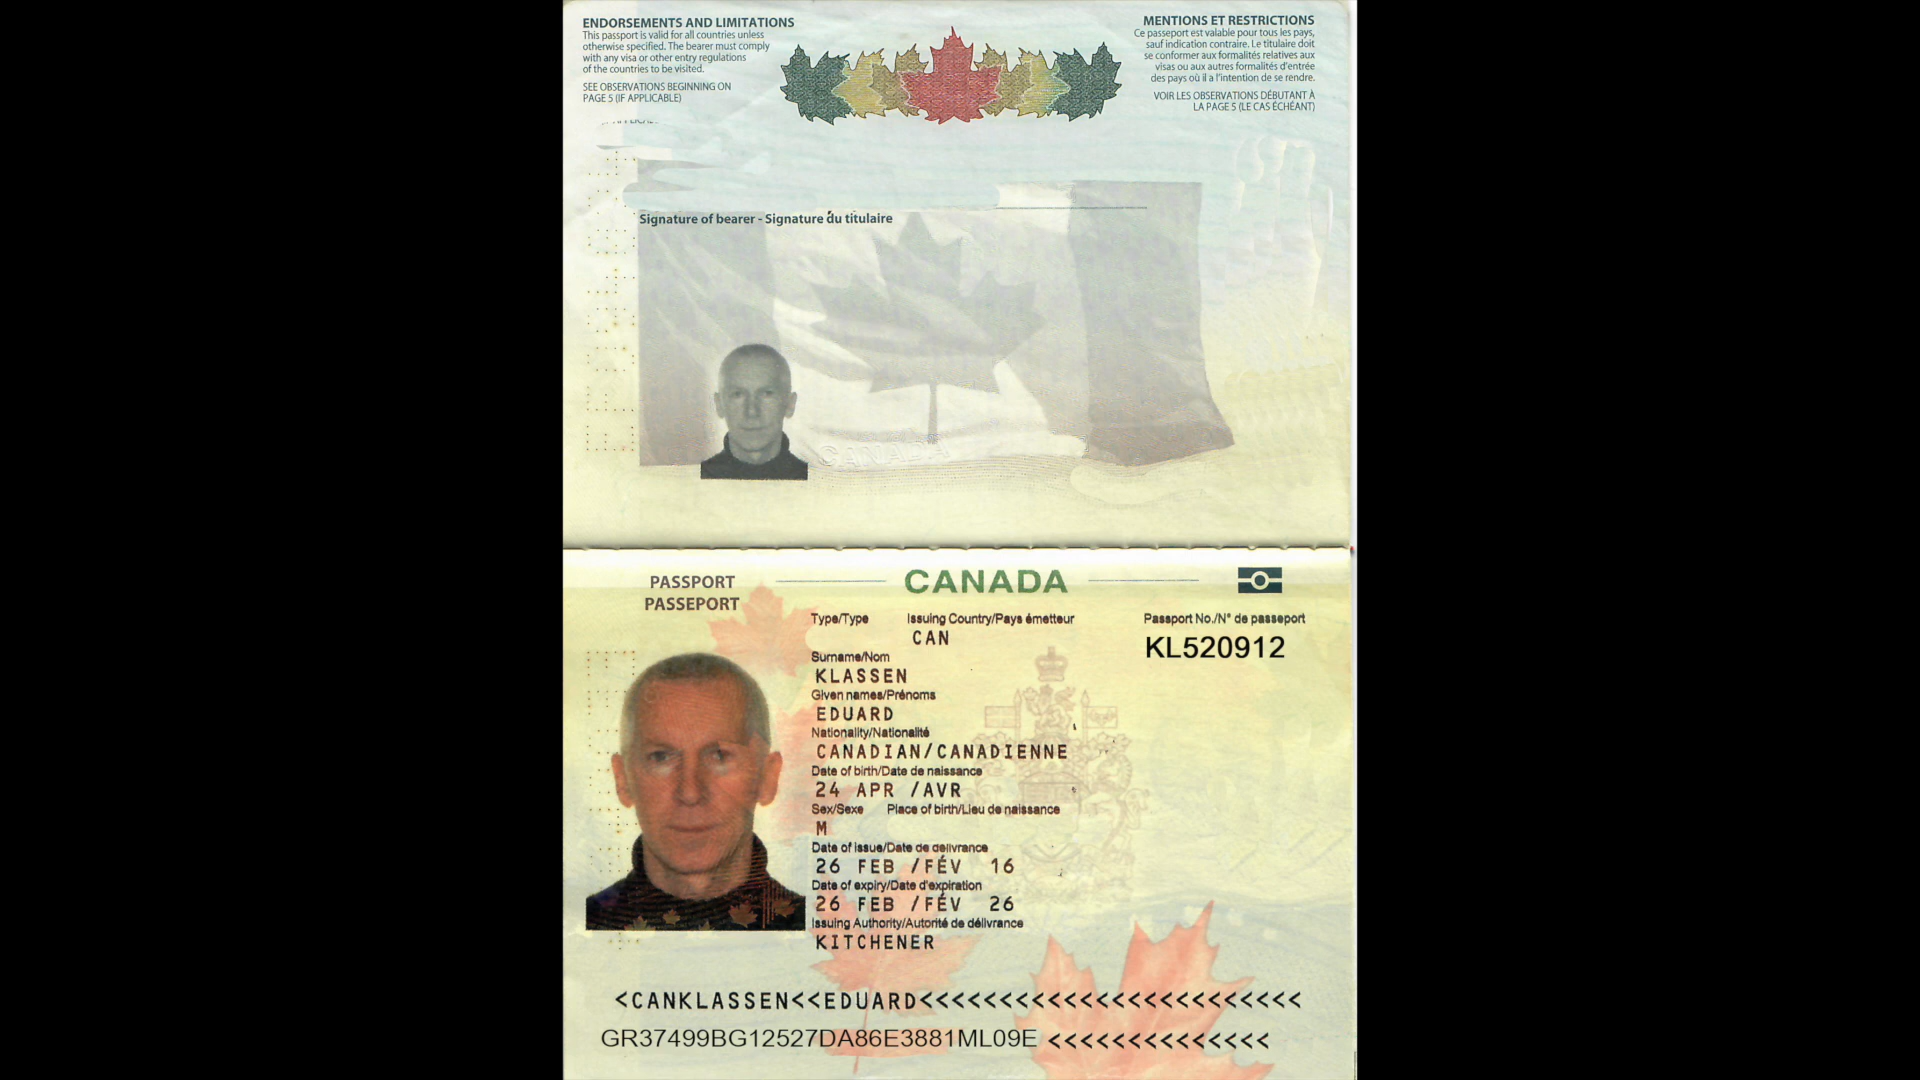 ENDORSEMENTS AND LIMITATIONS
This passport is valid for all countries unless
otherwise specified. The bearer must comply
with any visa or other entry regulations
of the countries to be visited.
SEE OBSERVATIONS BEGINNING ON
PAGE 5 (IF APPLICABLE)
MENTIONS ET RESTRICTIONS
Ce passeport est valable pour tous les pays,
sauf indication contraire. Le titulaire doit
se conformer aux formalités relatives aux
visas ou aux autres formalités d'entrée
des pays où il a l'intention de se rendre.
VOIR LES OBSERVATIONS DÉBUTANT À
LA PAGE 5 (LE CAS ÉCHÉANT)
Signature of bearer - Signature du titulaire
CANADA
PASSPORT
PASSEPORT
CANADA
Type/Type Issuing Country/Pays émetteur Passport No./N° de passeport
CAN KL520912
Surname/Nom
KLASSEN
Given names/Prénoms
EDUARD
Nationality/Nationalité
CANADIAN/CANADIENNE
Date of birth/Date de naissance
24 APR /AVR
Sex/Sexe Place of birth/Lieu de naissance
M
Date of issue/Date de délivrance
26 FEB /FÉV 16
Date of expiry/Date d'expiration
26 FEB /FÉV 26
Issuing Authority/Autorité de délivrance
KITCHENER
<CANKLASSEN<<EDUARD<<<<<<<<<<<<<<<<<<<<<<<<
GR37499BG12527DA86E3881ML09E <<<<<<<<<<<<<<